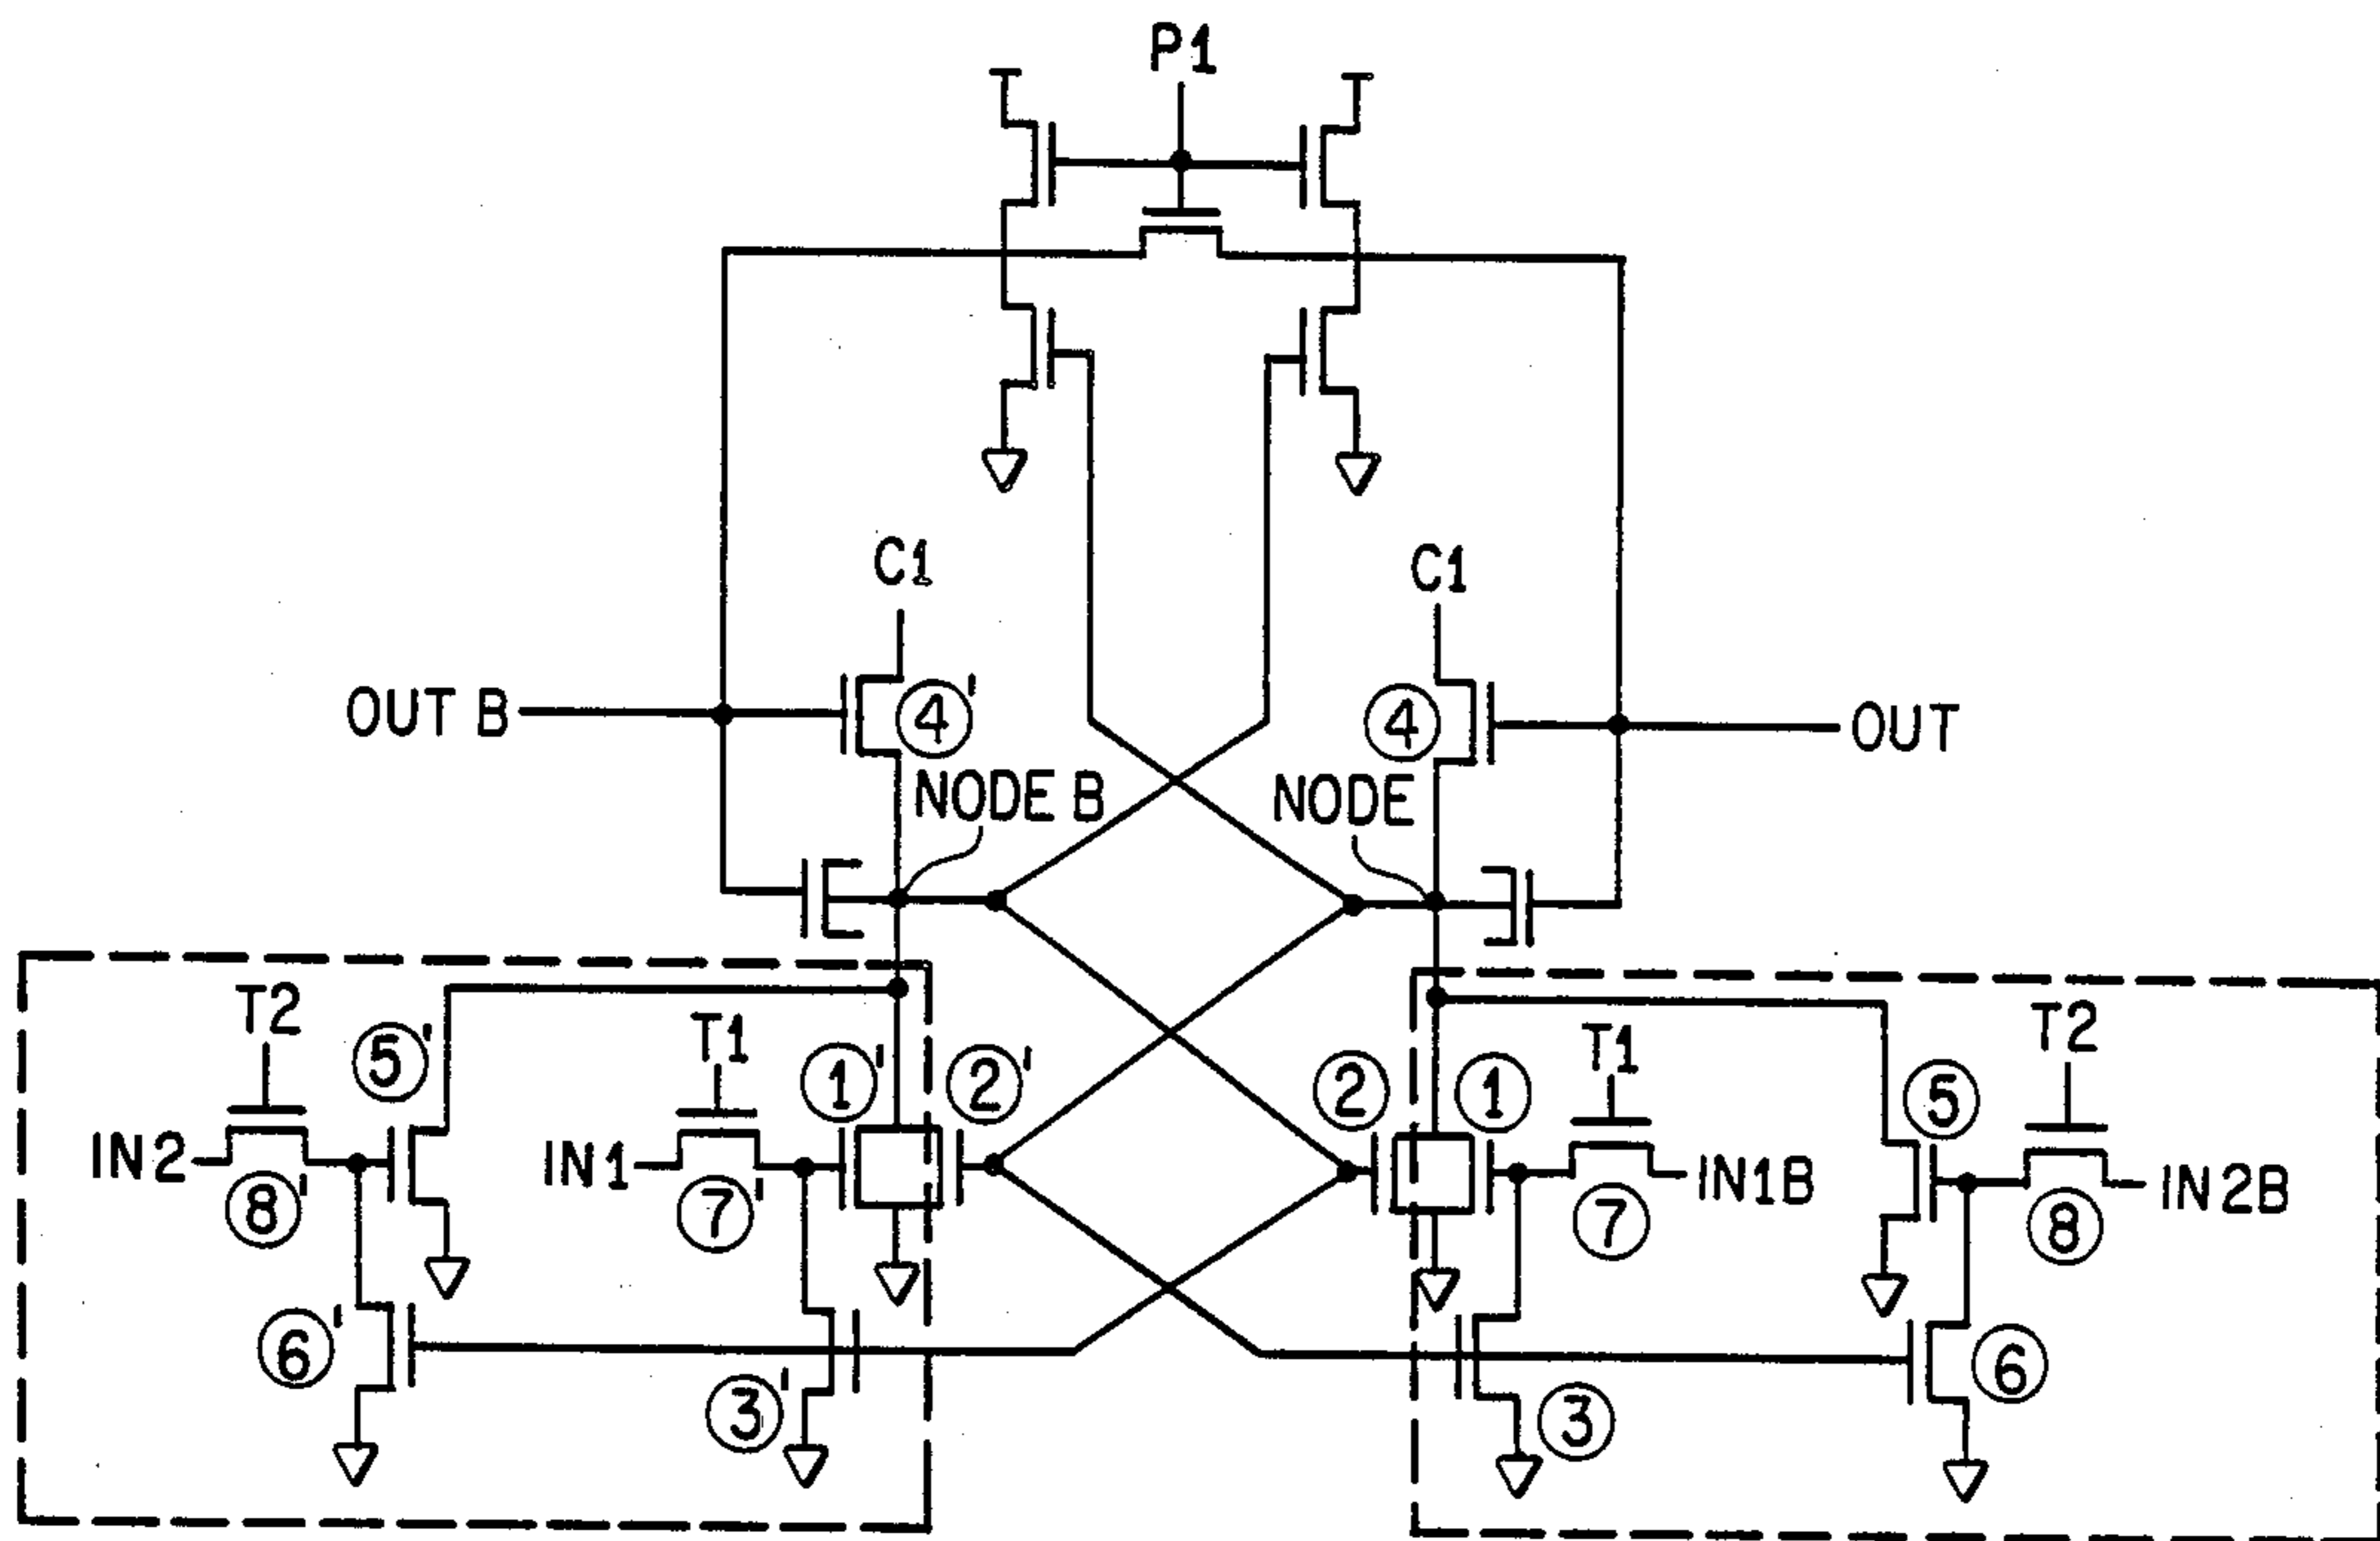 P1
C1
C1
OUT B
④'
④
OUT
NODE B
NODE
T2
⑤'
T1
①'
②'
②
①
T1
⑤
T2
IN2
⑧'
IN1
⑦'
⑦
IN1B
⑧
IN2B
⑥'
③'
③
⑥